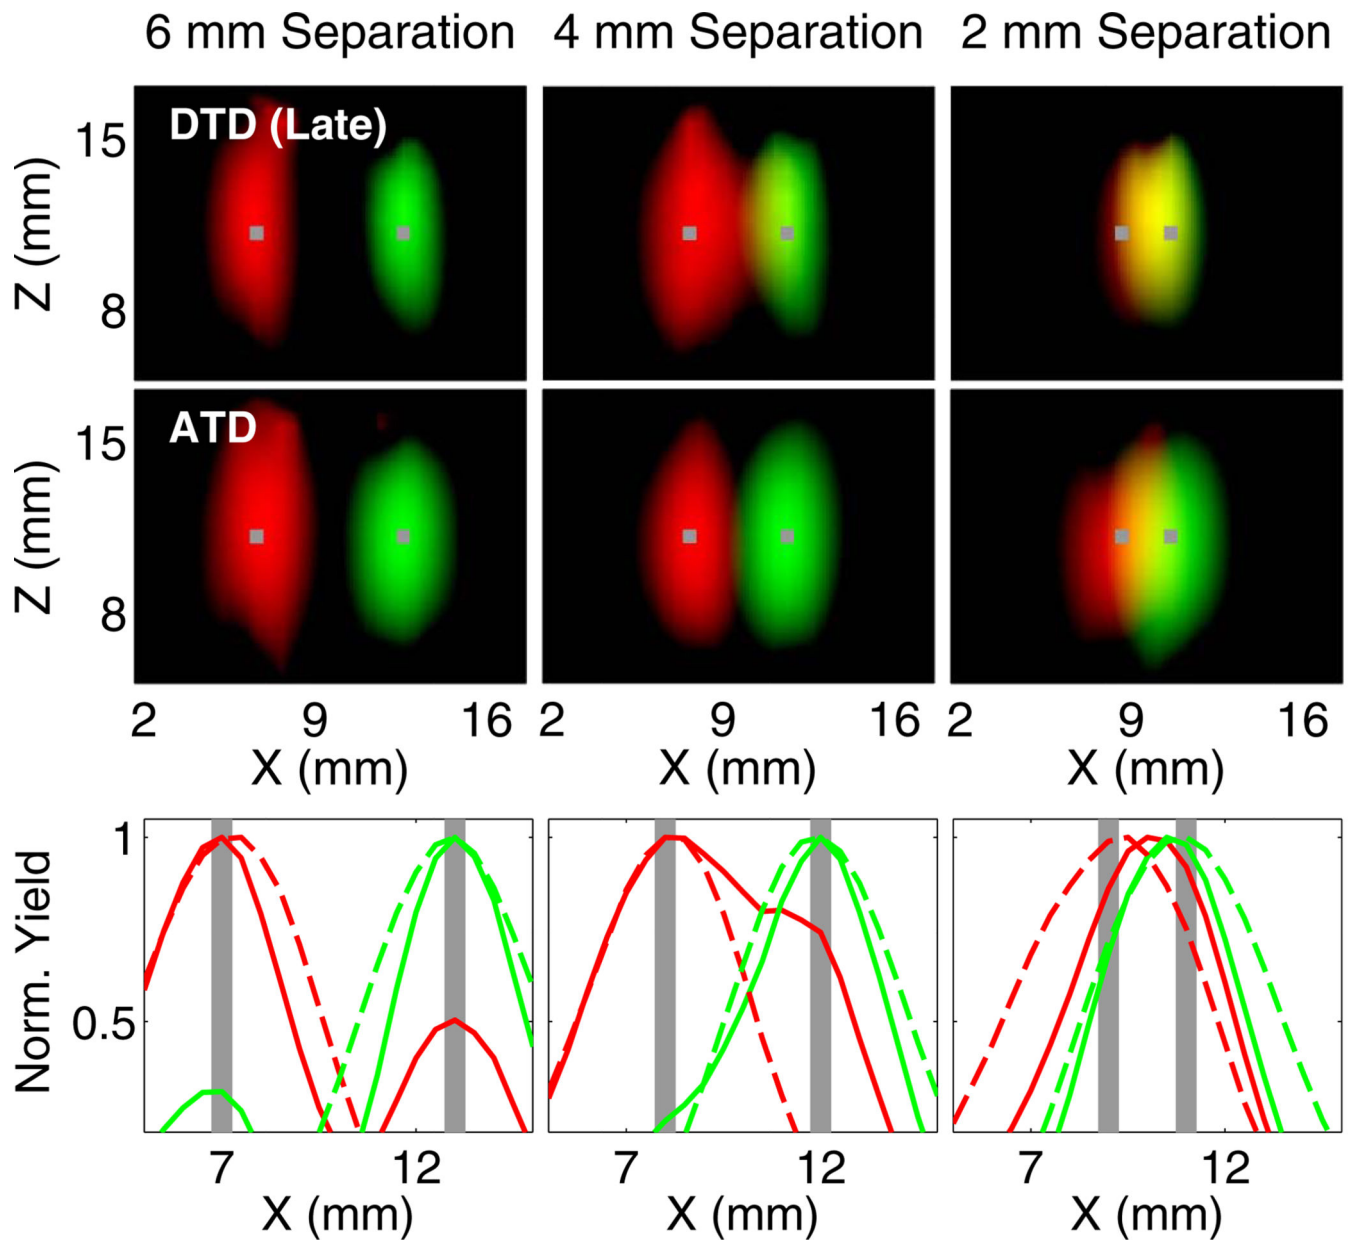 6 mm Separation 4 mm Separation 2 mm Separation
DTD (Late)
15
Z (mm)
8
ATD
15
Z (mm)
8
2 9 16 2 9 16 2 9 16
X (mm) X (mm) X (mm)
1
Norm. Yield
0.5
7 12 7 12 7 12
X (mm) X (mm) X (mm)